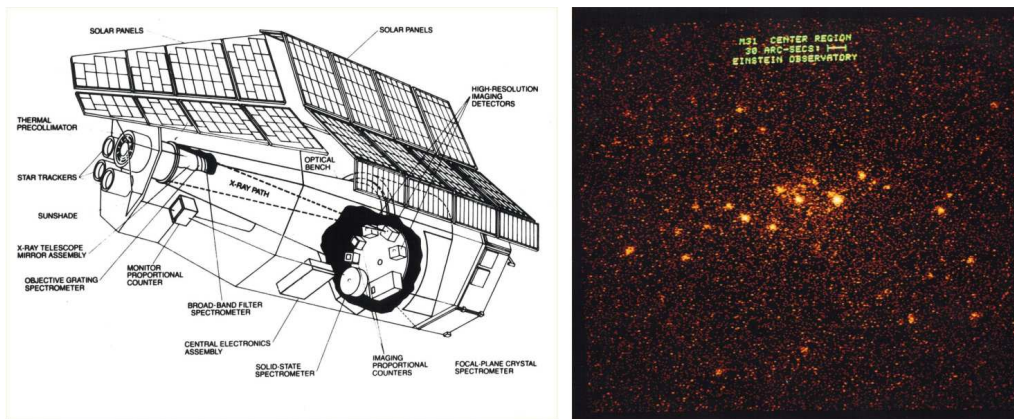 SOLAR PANELS
SOLAR PANELS
HIGH-RESOLUTION
IMAGING
DETECTORS
THERMAL
PRECOLLIMATOR
OPTICAL
BENCH
STAR TRACKERS
X-RAY PATH
SUNSHADE
X-RAY TELESCOPE
MIRROR ASSEMBLY
OBJECTIVE GRATING
SPECTROMETER
MONITOR
PROPORTIONAL
COUNTER
BROAD-BAND FILTER
SPECTROMETER
CENTRAL ELECTRONICS
ASSEMBLY
SOLID-STATE
SPECTROMETER
IMAGING
PROPORTIONAL
COUNTERS
FOCAL-PLANE CRYSTAL
SPECTROMETER
M31 CENTER REGION
30 ARC-SECS:
EINSTEIN OBSERVATORY